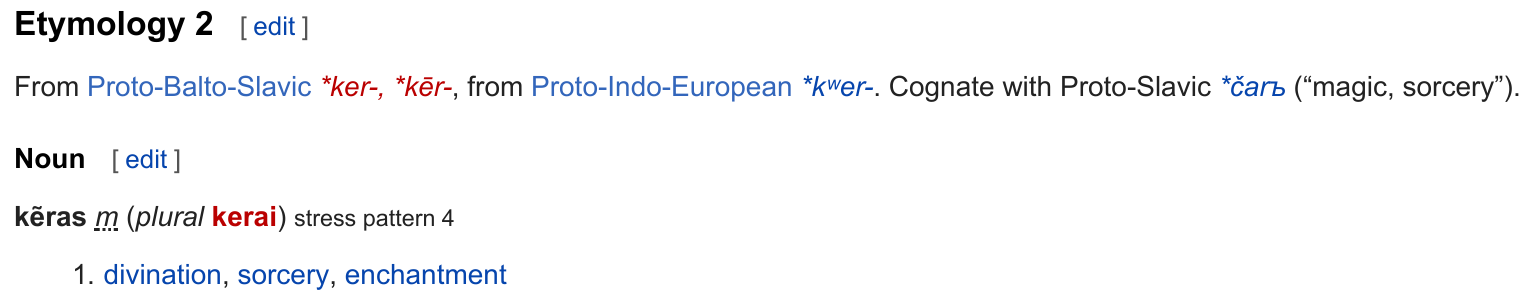 Etymology 2 [ edit ]
From Proto-Balto-Slavic *ker-, *kēr-, from Proto-Indo-European *kʷer-. Cognate with Proto-Slavic *čarъ (“magic, sorcery”).
Noun [ edit ]
kẽras m (plural kerai) stress pattern 4
1. divination, sorcery, enchantment